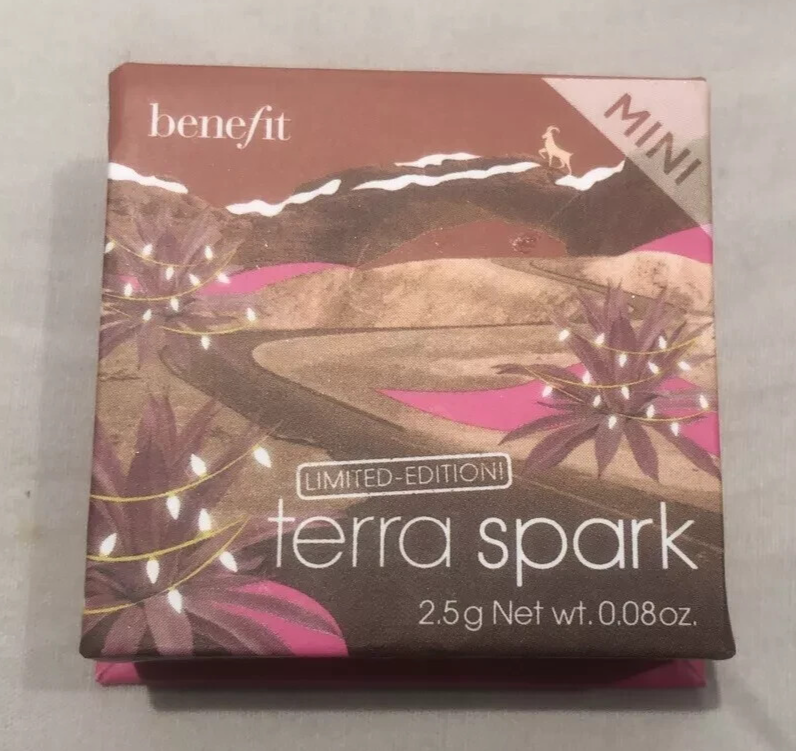 benefit
MINI
LIMITED-EDITION!
terra spark
2.5g Net wt. 0.08oz.